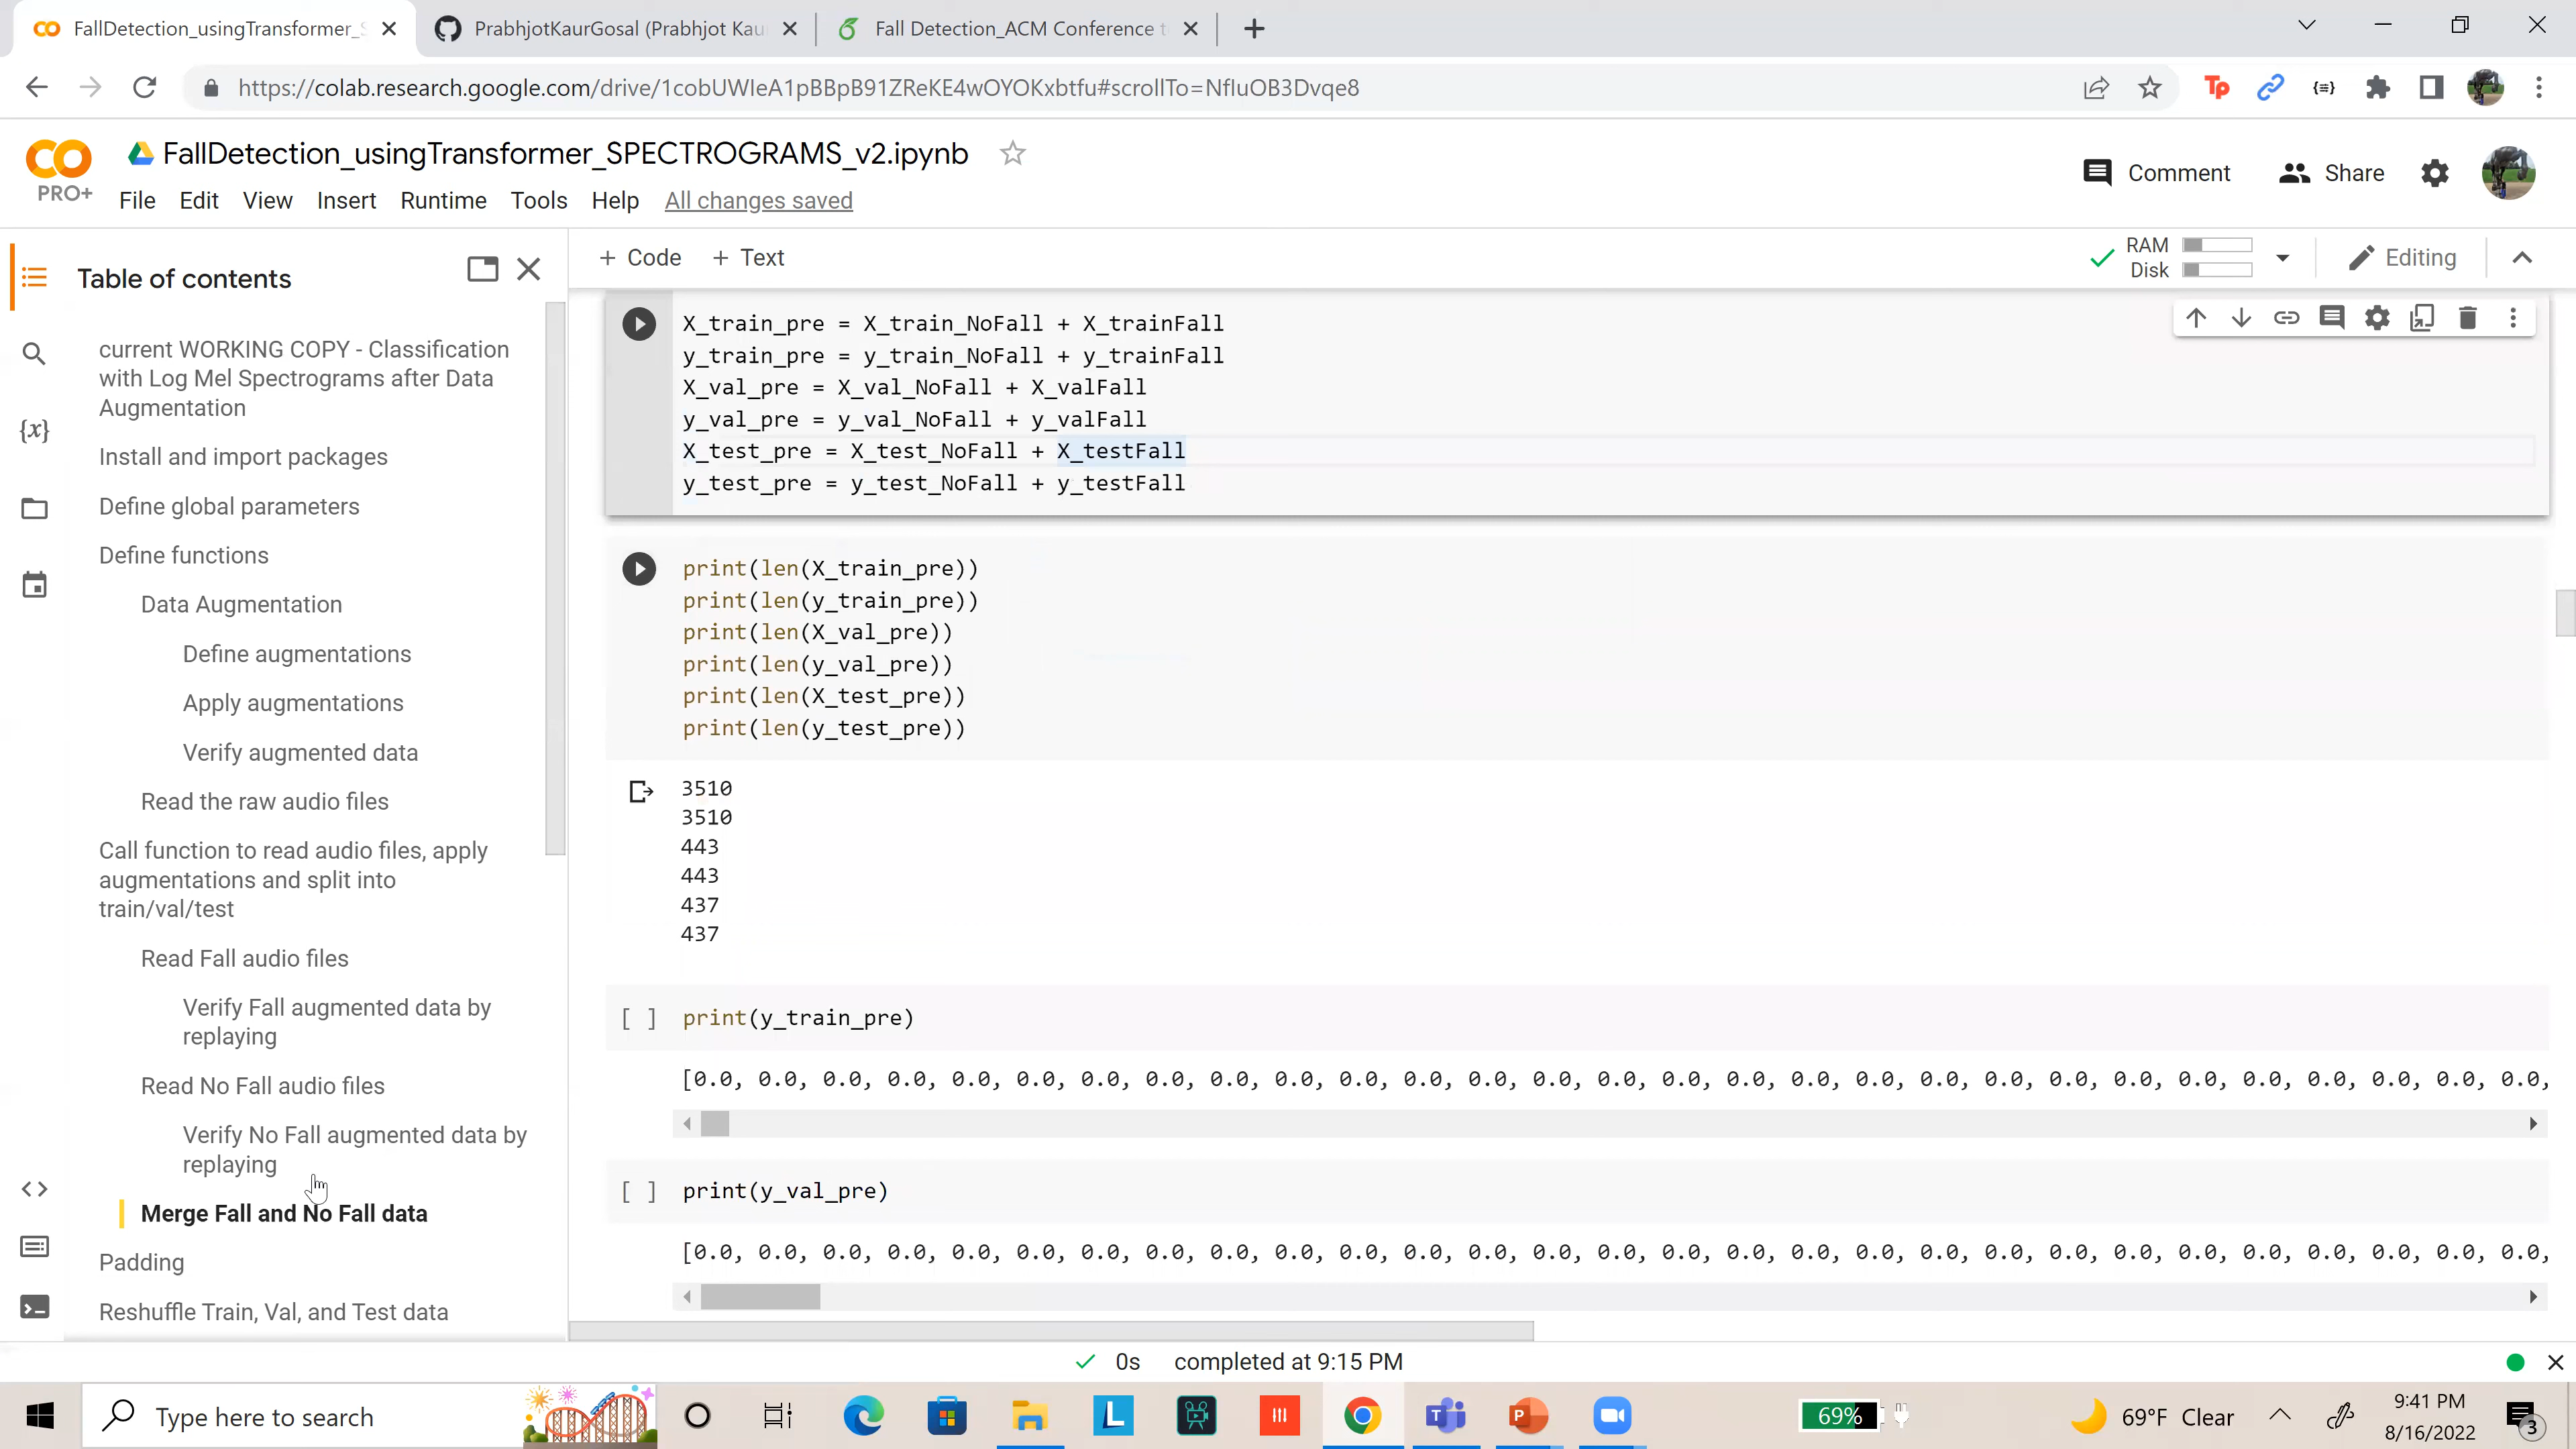 FallDetection_usingTransformer_S
PrabhjotKaurGosal (Prabhjot Kau
Fall Detection_ACM Conference t
https://colab.research.google.com/drive/1cobUWIeA1pBBpB91ZReKE4wOYOKxbtfu#scrollTo=NfIuOB3Dvqe8
PRO+
FallDetection_usingTransformer_SPECTROGRAMS_v2.ipynb
File Edit View Insert Runtime Tools Help All changes saved
Comment
Share
Table of contents
+ Code + Text
RAM
Disk
Editing
current WORKING COPY - Classification
with Log Mel Spectrograms after Data
Augmentation
Install and import packages
Define global parameters
Define functions
Data Augmentation
Define augmentations
Apply augmentations
Verify augmented data
Read the raw audio files
Call function to read audio files, apply
augmentations and split into
train/val/test
Read Fall audio files
Verify Fall augmented data by
replaying
Read No Fall audio files
Verify No Fall augmented data by
replaying
Merge Fall and No Fall data
Padding
Reshuffle Train, Val, and Test data
X_train_pre = X_train_NoFall + X_trainFall
y_train_pre = y_train_NoFall + y_trainFall
X_val_pre = X_val_NoFall + X_valFall
y_val_pre = y_val_NoFall + y_valFall
X_test_pre = X_test_NoFall + X_testFall
y_test_pre = y_test_NoFall + y_testFall
print(len(X_train_pre))
print(len(y_train_pre))
print(len(X_val_pre))
print(len(y_val_pre))
print(len(X_test_pre))
print(len(y_test_pre))
3510
3510
443
443
437
437
[ ] print(y_train_pre)
[0.0, 0.0, 0.0, 0.0, 0.0, 0.0, 0.0, 0.0, 0.0, 0.0, 0.0, 0.0, 0.0, 0.0, 0.0, 0.0, 0.0, 0.0, 0.0, 0.0, 0.0, 0.0, 0.0, 0.0, 0.0, 0.0, 0.0, 0.0, 0.0,
[ ] print(y_val_pre)
[0.0, 0.0, 0.0, 0.0, 0.0, 0.0, 0.0, 0.0, 0.0, 0.0, 0.0, 0.0, 0.0, 0.0, 0.0, 0.0, 0.0, 0.0, 0.0, 0.0, 0.0, 0.0, 0.0, 0.0, 0.0, 0.0, 0.0, 0.0, 0.0,
0s completed at 9:15 PM
Type here to search
69%
69°F Clear
9:41 PM
8/16/2022
3